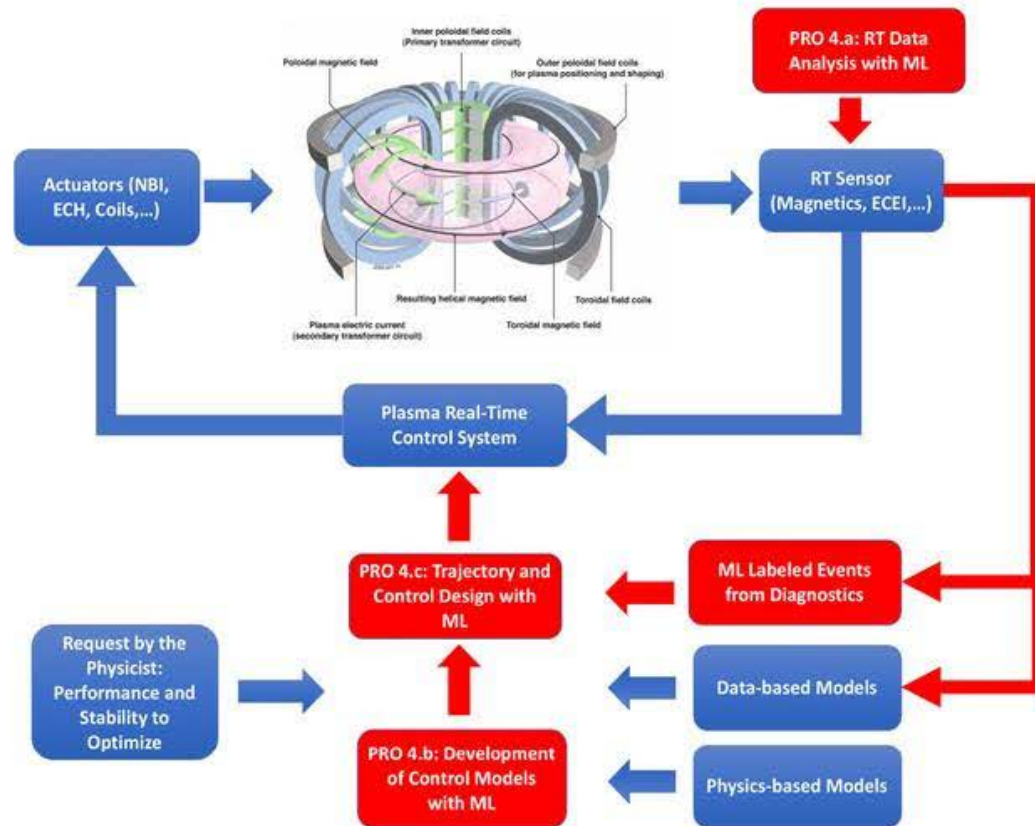 Inner poloidal field coils
(Primary transformer circuit)
Poloidal magnetic field
Outer poloidal field coils
(for plasma positioning and shaping)
PRO 4.a: RT Data
Analysis with ML
Actuators (NBI,
ECH, Coils,...)
RT Sensor
(Magnetics, ECEI,...)
Resulting helical magnetic field
Toroidal field coils
Plasma electric current
(secondary transformer circuit)
Toroidal magnetic field
Plasma Real-Time
Control System
PRO 4.c: Trajectory and
Control Design with
ML
ML Labeled Events
from Diagnostics
Request by the
Physicist:
Performance and
Stability to
Optimize
Data-based Models
PRO 4.b: Development
of Control Models
with ML
Physics-based Models